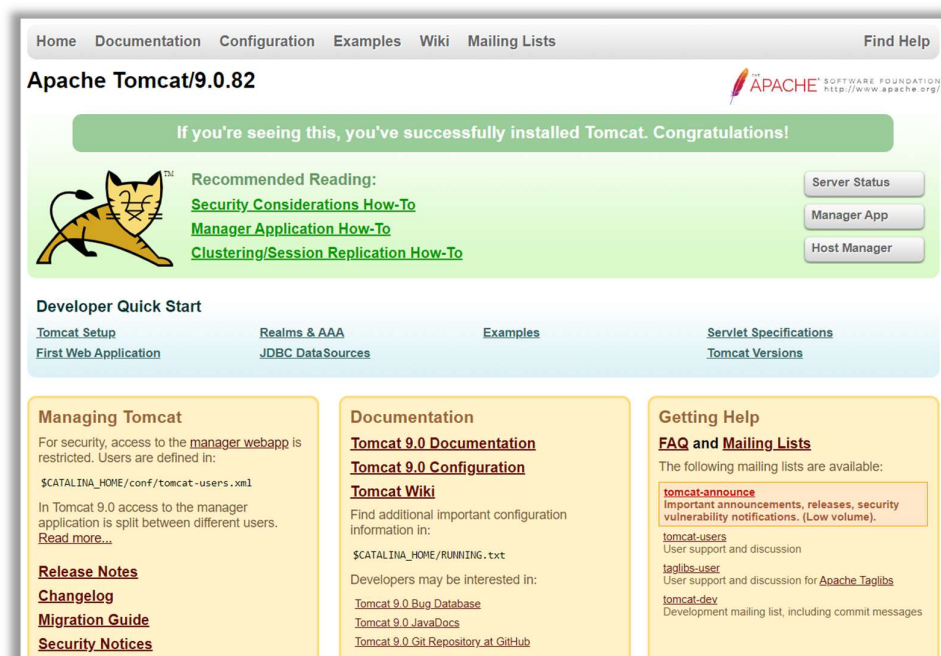 Home Documentation Configuration Examples Wiki Mailing Lists Find Help
Apache Tomcat/9.0.82
THE APACHE® SOFTWARE FOUNDATION
http://www.apache.org/
If you're seeing this, you've successfully installed Tomcat. Congratulations!
TM
Recommended Reading:
Security Considerations How-To
Manager Application How-To
Clustering/Session Replication How-To
Server Status
Manager App
Host Manager
Developer Quick Start
Tomcat Setup
First Web Application
Realms & AAA
JDBC DataSources
Examples
Servlet Specifications
Tomcat Versions
Managing Tomcat
For security, access to the manager webapp is
restricted. Users are defined in:
$CATALINA_HOME/conf/tomcat-users.xml
In Tomcat 9.0 access to the manager
application is split between different users.
Read more...
Release Notes
Changelog
Migration Guide
Security Notices
Documentation
Tomcat 9.0 Documentation
Tomcat 9.0 Configuration
Tomcat Wiki
Find additional important configuration
information in:
$CATALINA_HOME/RUNNING.txt
Developers may be interested in:
Tomcat 9.0 Bug Database
Tomcat 9.0 JavaDocs
Tomcat 9.0 Git Repository at GitHub
Getting Help
FAQ and Mailing Lists
The following mailing lists are available:
tomcat-announce
Important announcements, releases, security
vulnerability notifications. (Low volume).
tomcat-users
User support and discussion
taglibs-user
User support and discussion for Apache Taglibs
tomcat-dev
Development mailing list, including commit messages